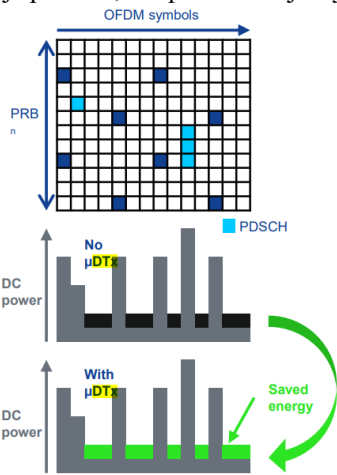 OFDM symbols
PRB
n
PDSCH
No
µDTx
DC
power
With
µDTx
Saved
energy
DC
power